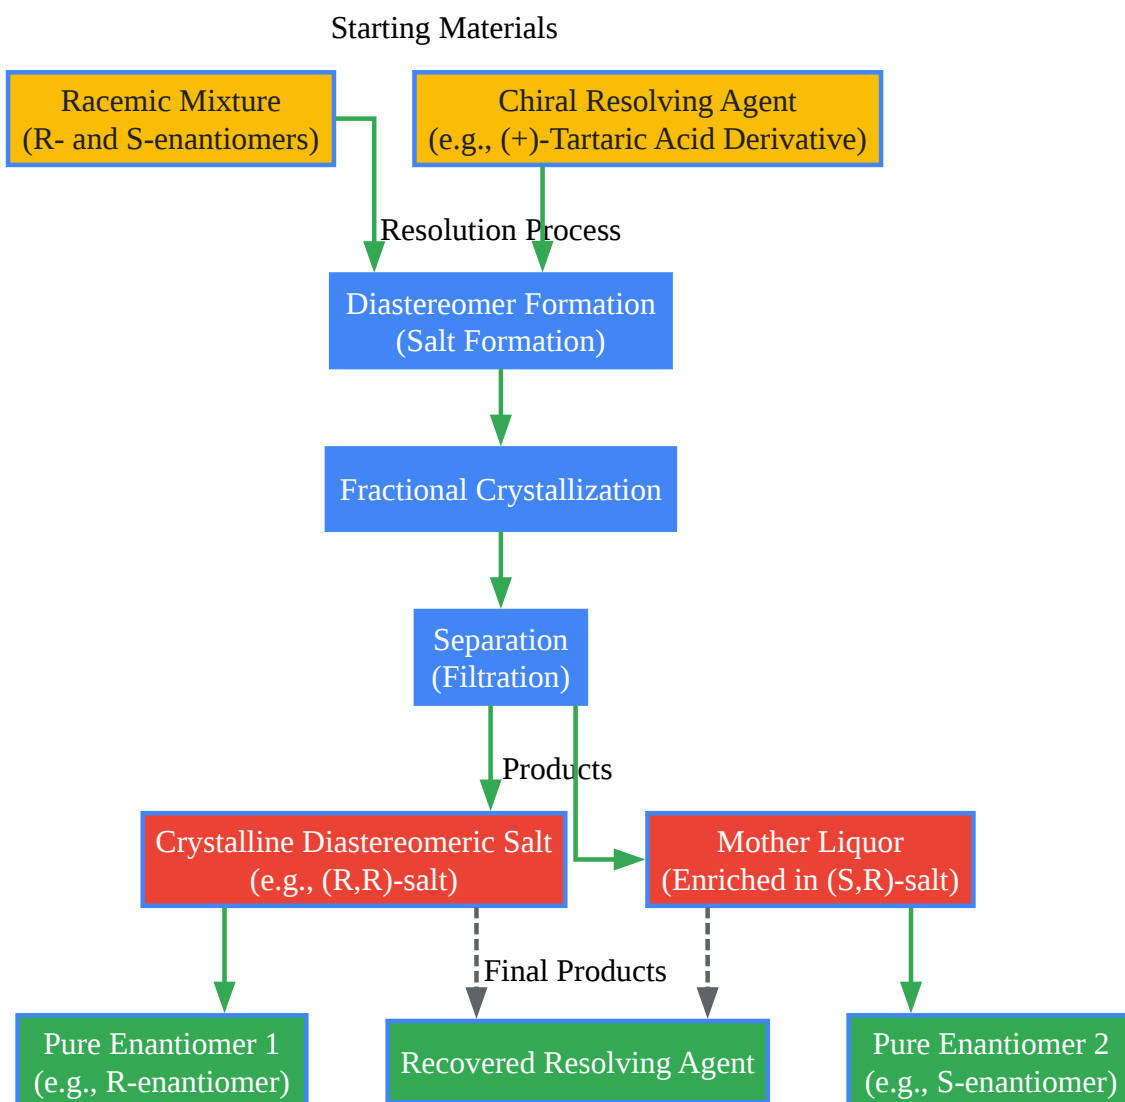 Starting Materials
Racemic Mixture
(R- and S-enantiomers)
Chiral Resolving Agent
(e.g., (+)-Tartaric Acid Derivative)
Resolution Process
Diastereomer Formation
(Salt Formation)
Fractional Crystallization
Separation
(Filtration)
Products
Crystalline Diastereomeric Salt
(e.g., (R,R)-salt)
Mother Liquor
(Enriched in (S,R)-salt)
Final Products
Pure Enantiomer 1
(e.g., R-enantiomer)
Recovered Resolving Agent
Pure Enantiomer 2
(e.g., S-enantiomer)